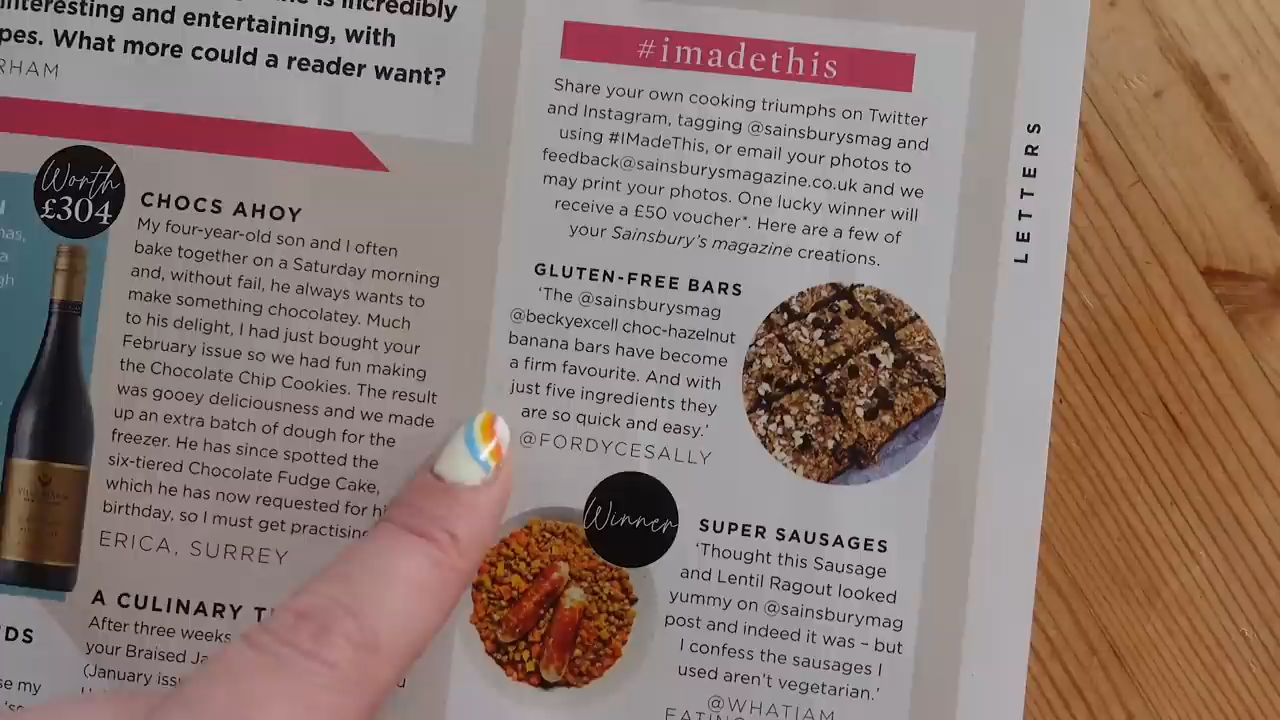 is incredibly
interesting and entertaining, with
pes. What more could a reader want?
RHAM
Worth
£304
CHOCS AHOY
My four-year-old son and I often
bake together on a Saturday morning
and, without fail, he always wants to
make something chocolatey. Much
to his delight, I had just bought your
February issue so we had fun making
the Chocolate Chip Cookies. The result
was gooey deliciousness and we made
up an extra batch of dough for the
freezer. He has since spotted the
six-tiered Chocolate Fudge Cake,
which he has now requested for hi
birthday, so I must get practising
ERICA, SURREY
A CULINARY T
After three weeks
your Braised Ja
(January issu
#imadethis
Share your own cooking triumphs on Twitter
and Instagram, tagging @sainsburysmag and
using #IMadeThis, or email your photos to
feedback@sainsburysmagazine.co.uk and we
may print your photos. One lucky winner will
receive a £50 voucher*. Here are a few of
your Sainsbury's magazine creations.
GLUTEN-FREE BARS
'The @sainsburysmag
@beckyexcell choc-hazelnut
banana bars have become
a firm favourite. And with
just five ingredients they
are so quick and easy.'
@FORDYCESALLY
Winner
SUPER SAUSAGES
'Thought this Sausage
and Lentil Ragout looked
yummy on @sainsburymag
post and indeed it was – but
I confess the sausages I
used aren't vegetarian.'
@WHATIAM
EATING
LETTERS